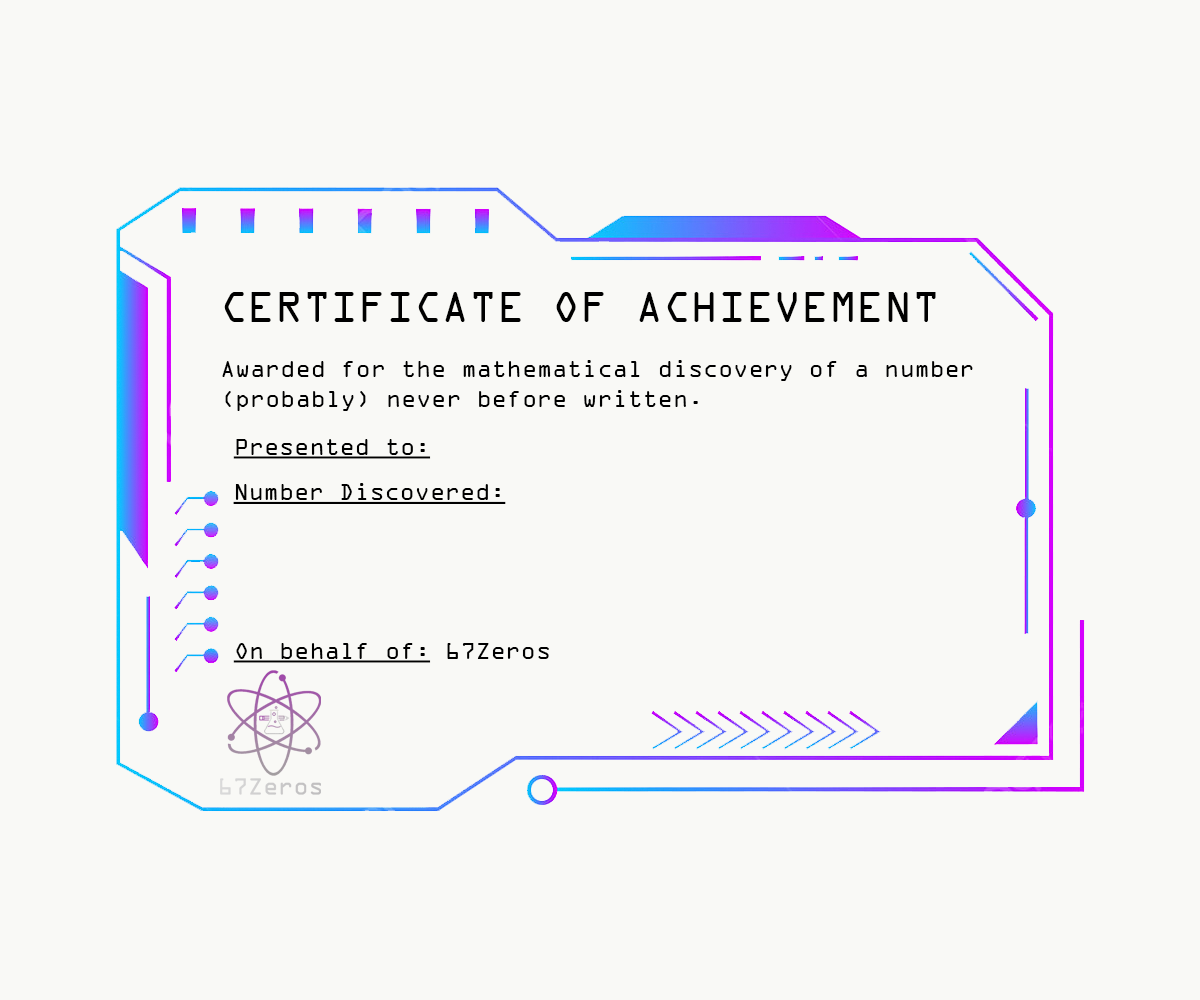 CERTIFICATE OF ACHIEVEMENT
Awarded for the mathematical discovery of a number
(probably) never before written.
Presented to:
Number Discovered:
On behalf of: 67Zeros
67Zeros